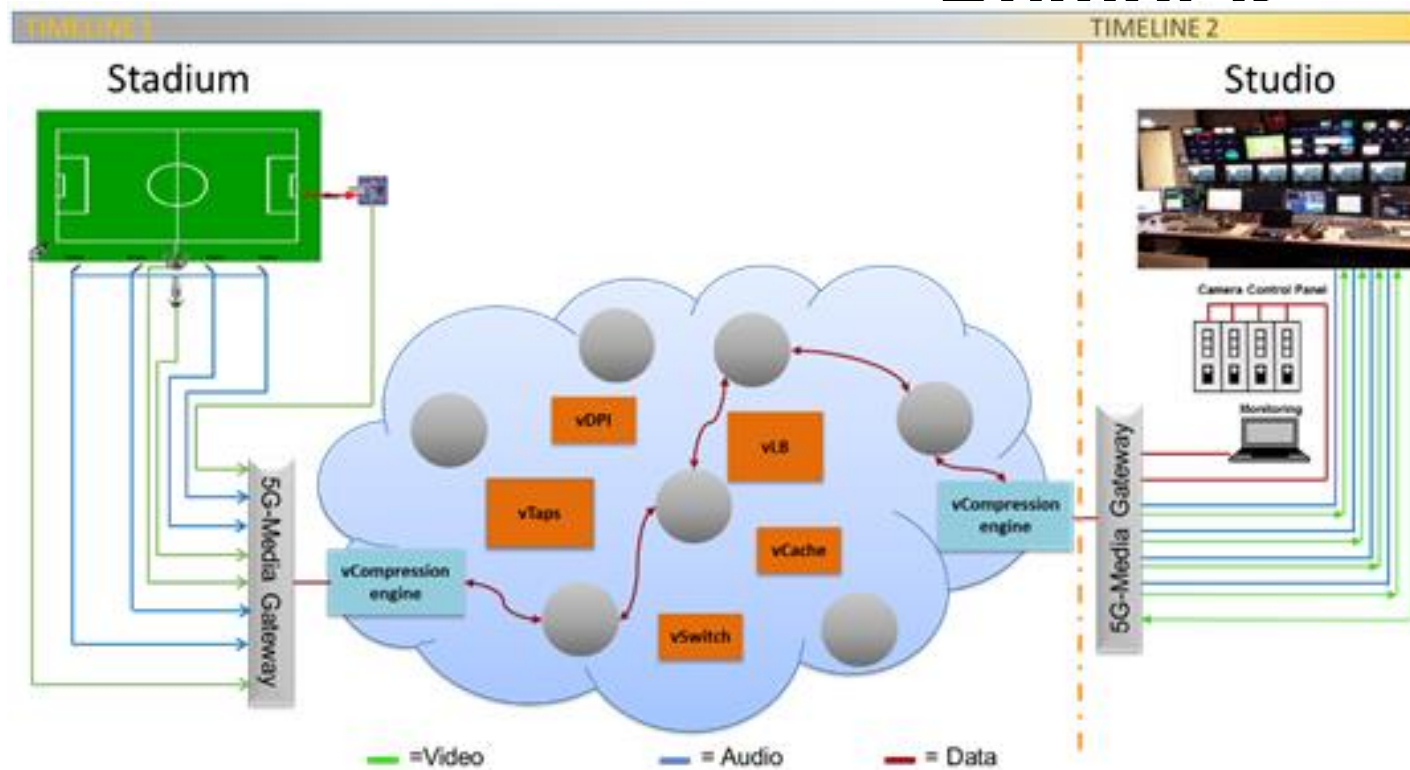 TIMELINE 1
TIMELINE 2
Stadium
Studio
Camera Control Panel
Monitoring
vDPI
vLB
vTaps
vCache
vCompression
engine
vCompression
engine
vSwitch
5G-Media Gateway
5G-Media Gateway
=Video
= Audio
= Data